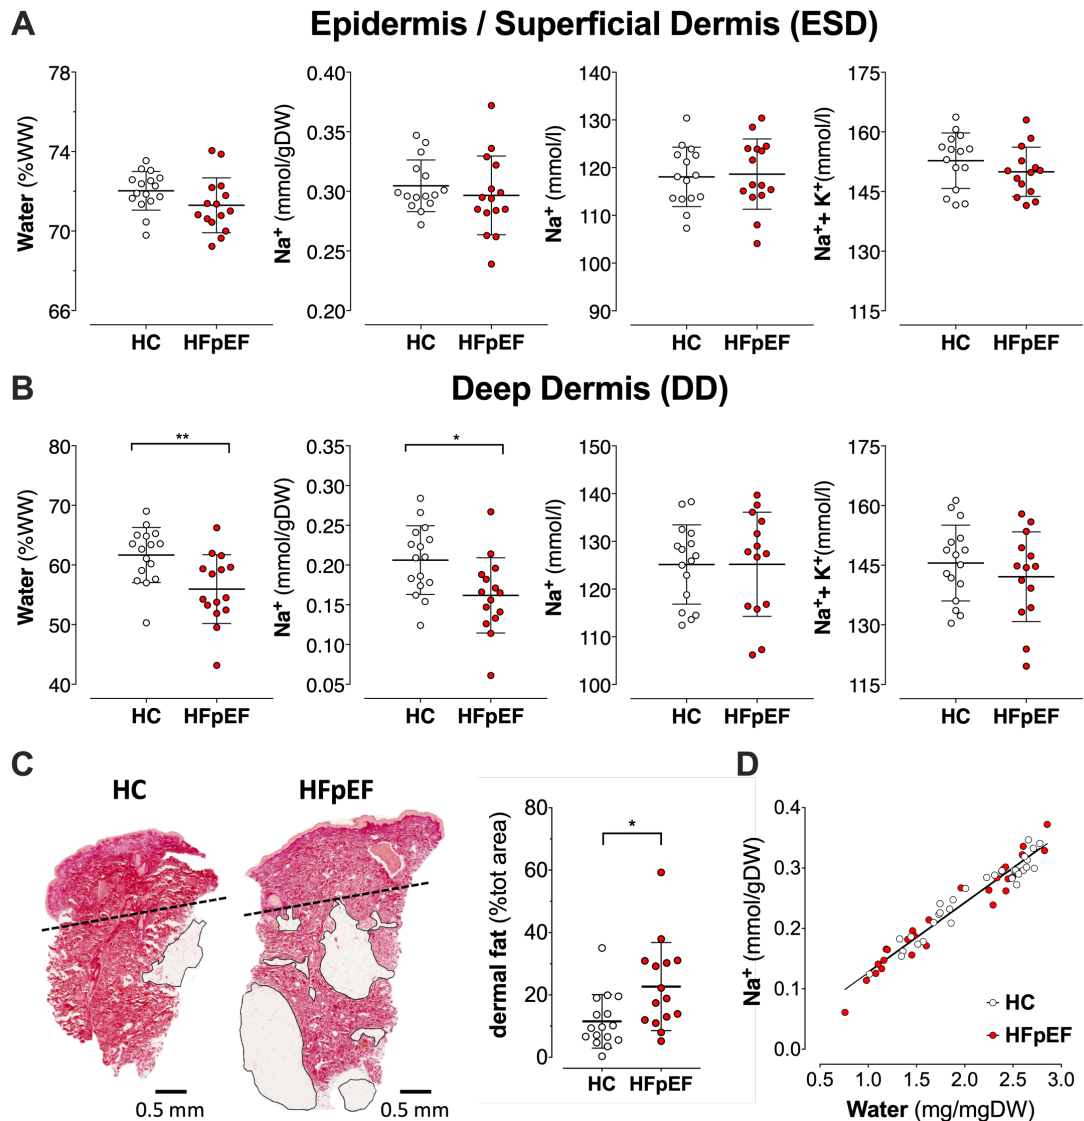 A
Epidermis / Superficial Dermis (ESD)
Water (%WW)
78
74
70
66
HC HFpEF
Na⁺ (mmol/gDW)
0.40
0.35
0.30
0.25
0.20
HC HFpEF
Na⁺ (mmol/l)
140
130
120
110
100
90
HC HFpEF
Na⁺+ K⁺(mmol/l)
175
160
145
130
115
HC HFpEF
B
Deep Dermis (DD)
Water (%WW)
80
70
60
50
40
**
HC HFpEF
Na⁺ (mmol/gDW)
0.35
0.30
0.25
0.20
0.15
0.10
0.05
*
HC HFpEF
Na⁺ (mmol/l)
150
140
130
120
110
100
HC HFpEF
Na⁺+ K⁺(mmol/l)
175
160
145
130
115
HC HFpEF
C
HC
HFpEF
0.5 mm
0.5 mm
dermal fat (%tot area)
80
60
40
20
0
*
HC HFpEF
D
Na⁺ (mmol/gDW)
0.4
0.3
0.2
0.1
0.0
HC
HFpEF
0.5 1.0 1.5 2.0 2.5 3.0
Water (mg/mgDW)